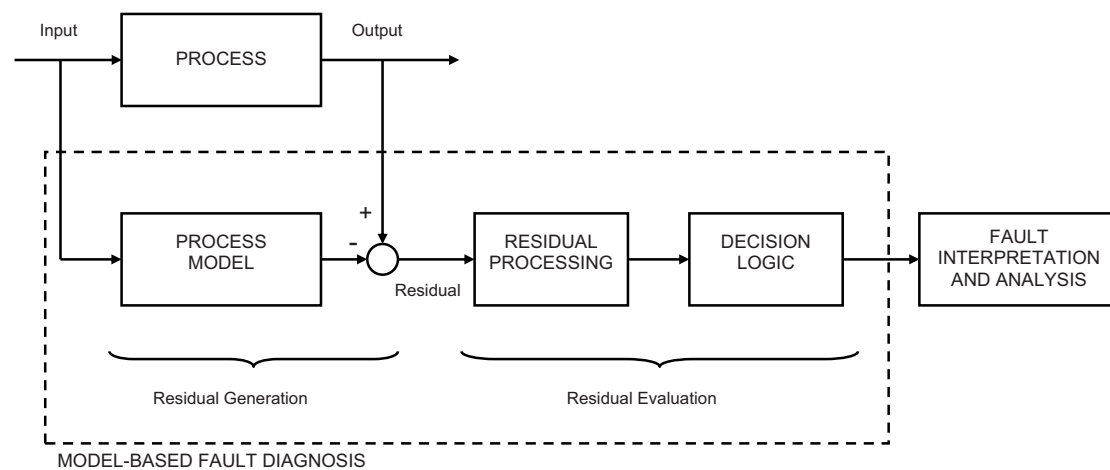 Input
Output
PROCESS
+
-
PROCESS
MODEL
Residual
RESIDUAL
PROCESSING
DECISION
LOGIC
FAULT
INTERPRETATION
AND ANALYSIS
Residual Generation
Residual Evaluation
MODEL-BASED FAULT DIAGNOSIS